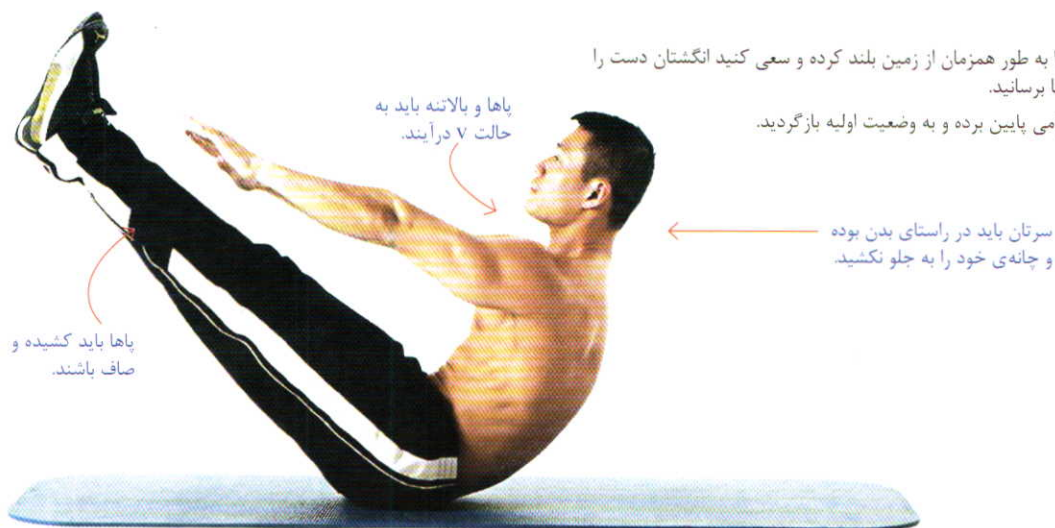 به طور همزمان از زمین بلند کرده و سعی کنید انگشتان دست را
برسانید.
پایین برده و به وضعیت اولیه بازگردید.
پاها و بالاتنه باید به
حالت V درآیند.
سرتان باید در راستای بدن بوده
و چانه‌ی خود را به جلو نکشید.
پاها باید کشیده و
صاف باشند.